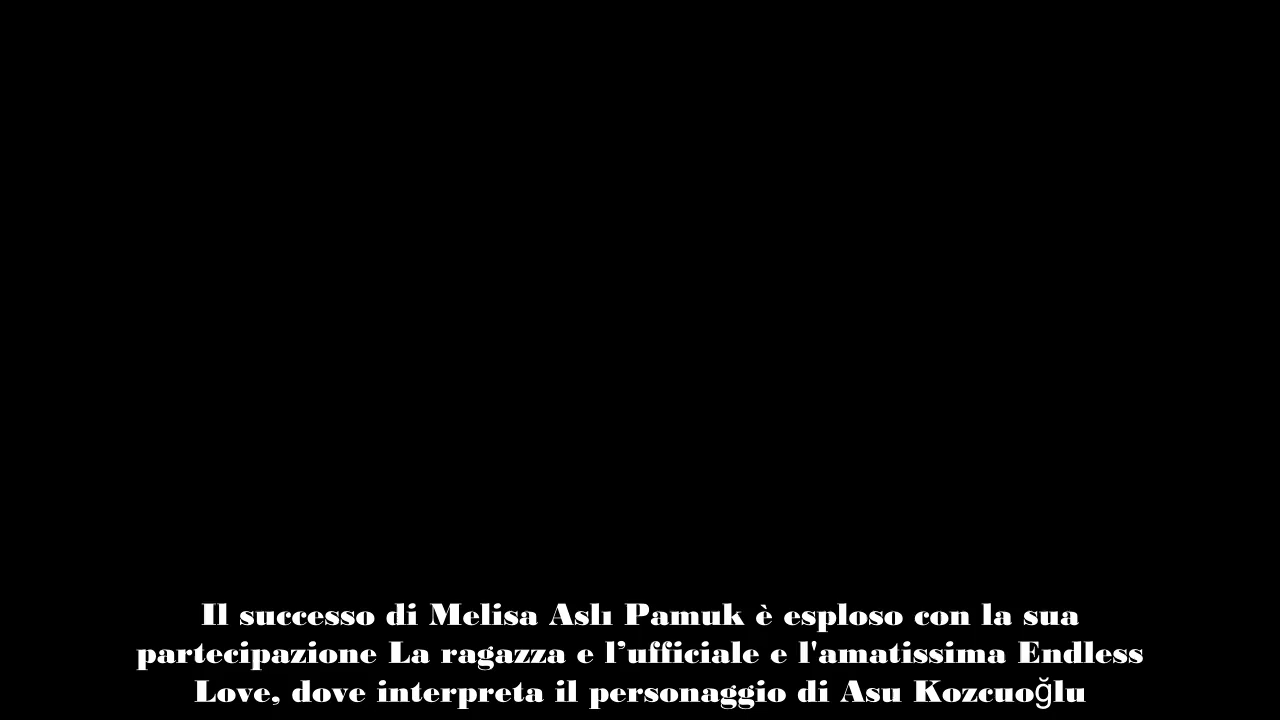 Il successo di Melisa Aslı Pamuk è esploso con la sua
partecipazione La ragazza e l’ufficiale e l'amatissima Endless
Love, dove interpreta il personaggio di Asu Kozcuoğlu